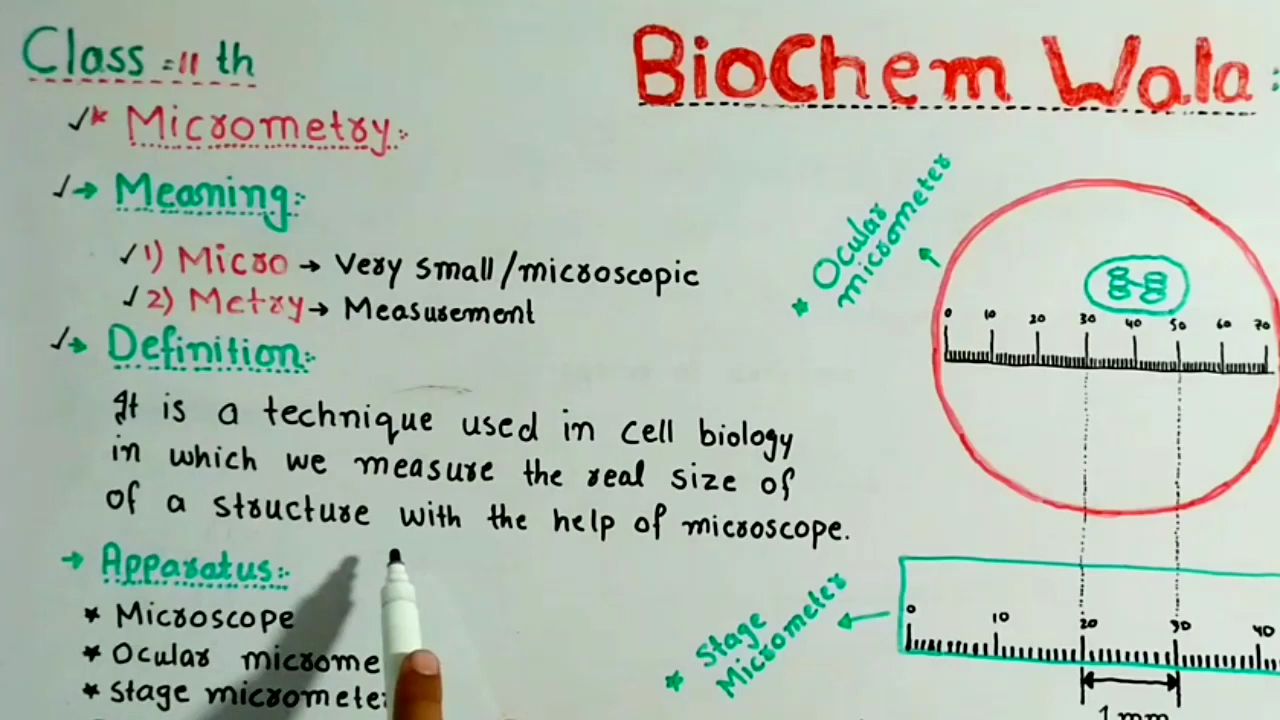 Class = 11 th
BioChem Wala :
* Micrometry :-
→ Meaning :-
1) Micro → Very small/microscopic
2) Metry → Measurement
→ Definition :-
It is a technique used in cell biology
in which we measure the real size of
of a structure with the help of microscope.
→ Apparatus :-
* Microscope
* Ocular microme
* Stage micromete
* Ocular
micrometer
0 10 20 30 40 50 60 70
* Stage
Micrometer
0 10 20 30 40
1 mm